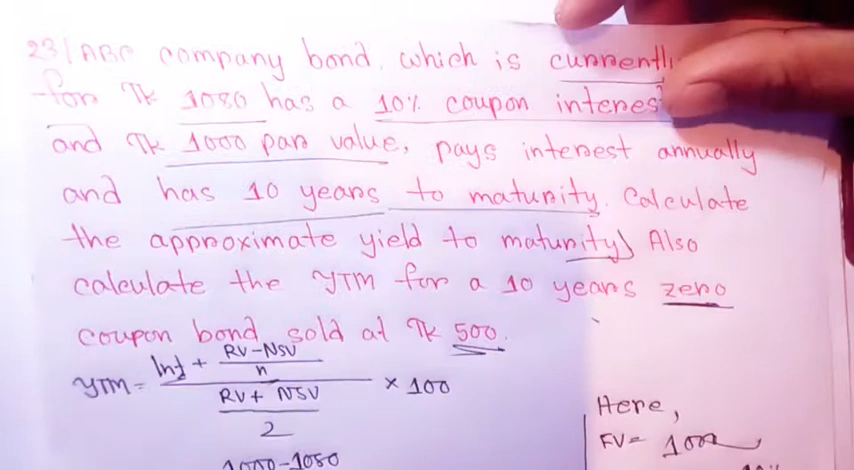 23/ ABC company bond, which is currentl
for Tk 1080 has a 10% coupon interes
and Tk 1000 par value, pays interest annually
and has 10 years to maturity. Calculate
the approximate yield to maturity) Also
calculate the YTM for a 10 years zero
coupon bond sold at Tk 500.
YTM = Int + RV-NSV / n
RV + NSV / 2 × 100
Here,
FV= 1000
1000-1080